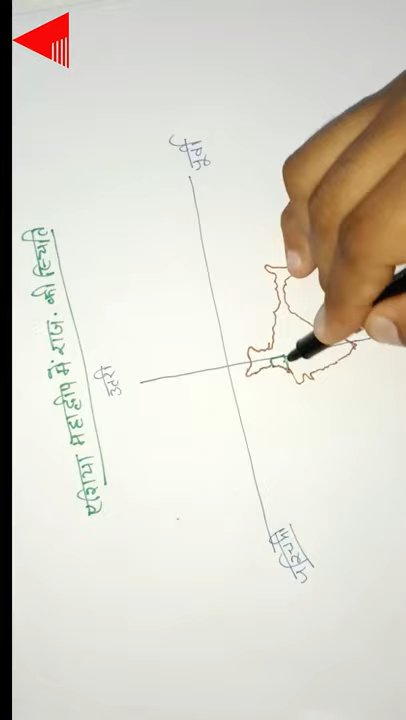 एशिया महाद्वीप में राज. की स्थिति
उत्तरी
पूर्वी
पश्चिमी